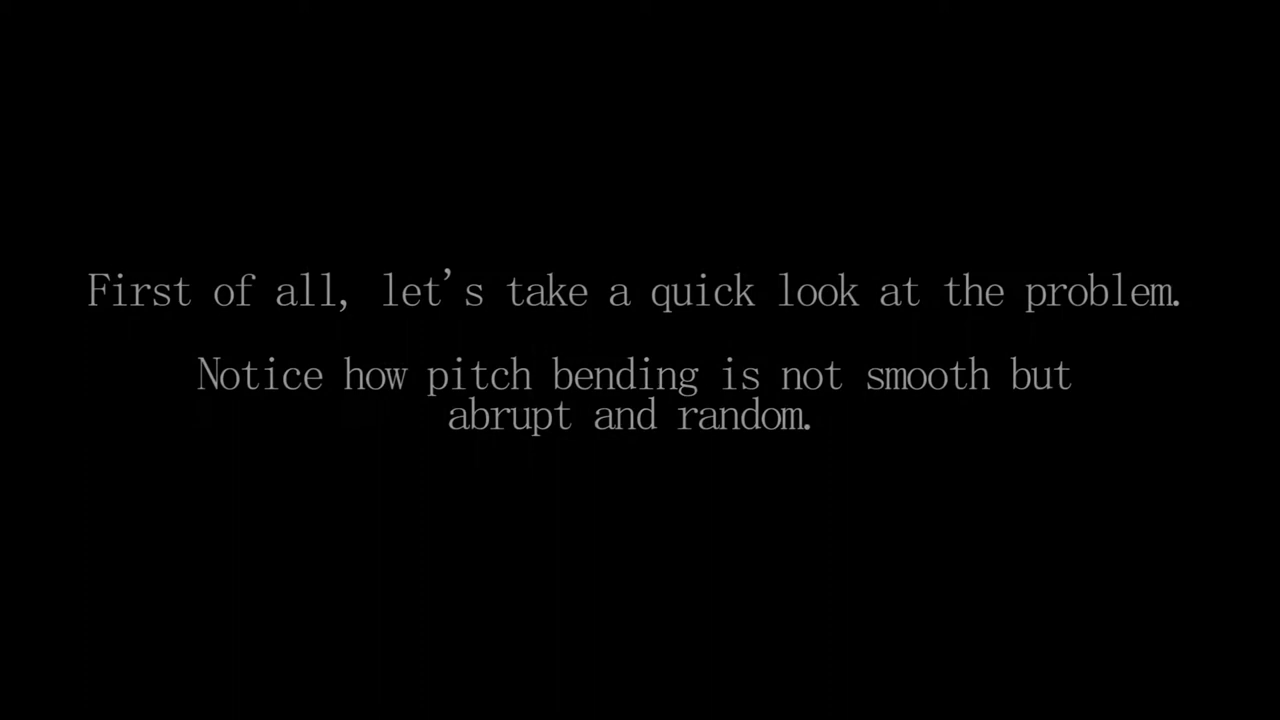 First of all, let's take a quick look at the problem.
Notice how pitch bending is not smooth but
abrupt and random.